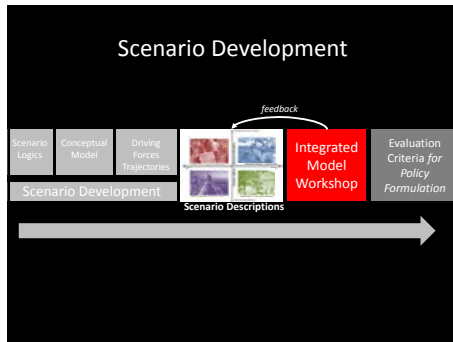 Scenario Development
feedback
Scenario
Logics
Conceptual
Model
Driving
Forces
Trajectories
Scenario Development
Scenario Descriptions
Integrated
Model
Workshop
Evaluation
Criteria for
Policy
Formulation